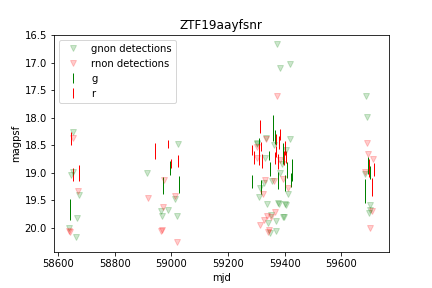 ZTF19aayfsnr
gnon detections
rnon detections
g
r
magpsf
16.5
17.0
17.5
18.0
18.5
19.0
19.5
20.0
58600 58800 59000 59200 59400 59600
mjd